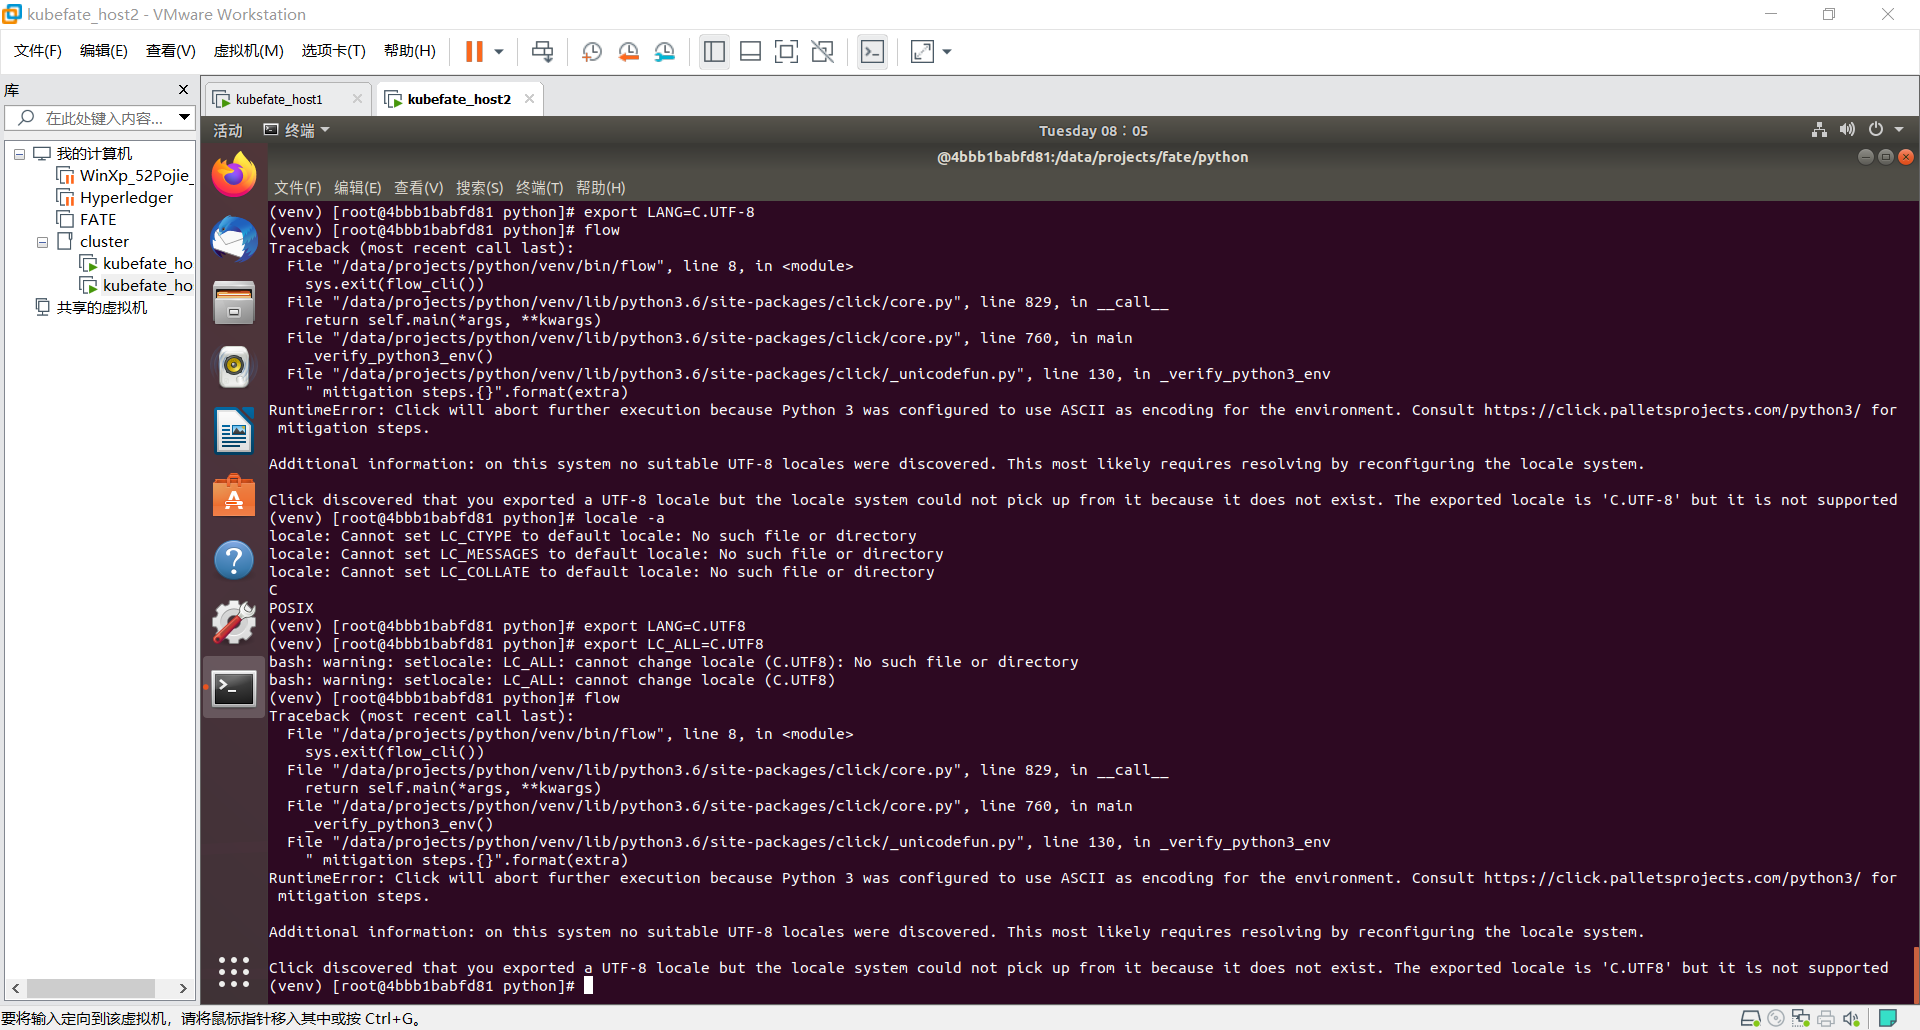 kubefate_host2 - VMware Workstation
文件(F) 编辑(E) 查看(V) 虚拟机(M) 选项卡(T) 帮助(H)
库
在此处键入内容...
我的计算机
WinXp_52Pojie_
Hyperledger
FATE
cluster
kubefate_ho
kubefate_ho
共享的虚拟机
kubefate_host1 kubefate_host2
活动 终端 Tuesday 08：05
@4bbb1babfd81:/data/projects/fate/python
文件(F) 编辑(E) 查看(V) 搜索(S) 终端(T) 帮助(H)
(venv) [root@4bbb1babfd81 python]# export LANG=C.UTF-8
(venv) [root@4bbb1babfd81 python]# flow
Traceback (most recent call last):
  File "/data/projects/python/venv/bin/flow", line 8, in <module>
    sys.exit(flow_cli())
  File "/data/projects/python/venv/lib/python3.6/site-packages/click/core.py", line 829, in __call__
    return self.main(*args, **kwargs)
  File "/data/projects/python/venv/lib/python3.6/site-packages/click/core.py", line 760, in main
    _verify_python3_env()
  File "/data/projects/python/venv/lib/python3.6/site-packages/click/_unicodefun.py", line 130, in _verify_python3_env
    " mitigation steps.{}".format(extra)
RuntimeError: Click will abort further execution because Python 3 was configured to use ASCII as encoding for the environment. Consult https://click.palletsprojects.com/python3/ for
 mitigation steps.
Additional information: on this system no suitable UTF-8 locales were discovered. This most likely requires resolving by reconfiguring the locale system.
Click discovered that you exported a UTF-8 locale but the locale system could not pick up from it because it does not exist. The exported locale is 'C.UTF-8' but it is not supported
(venv) [root@4bbb1babfd81 python]# locale -a
locale: Cannot set LC_CTYPE to default locale: No such file or directory
locale: Cannot set LC_MESSAGES to default locale: No such file or directory
locale: Cannot set LC_COLLATE to default locale: No such file or directory
C
POSIX
(venv) [root@4bbb1babfd81 python]# export LANG=C.UTF8
(venv) [root@4bbb1babfd81 python]# export LC_ALL=C.UTF8
bash: warning: setlocale: LC_ALL: cannot change locale (C.UTF8): No such file or directory
bash: warning: setlocale: LC_ALL: cannot change locale (C.UTF8)
(venv) [root@4bbb1babfd81 python]# flow
Traceback (most recent call last):
  File "/data/projects/python/venv/bin/flow", line 8, in <module>
    sys.exit(flow_cli())
  File "/data/projects/python/venv/lib/python3.6/site-packages/click/core.py", line 829, in __call__
    return self.main(*args, **kwargs)
  File "/data/projects/python/venv/lib/python3.6/site-packages/click/core.py", line 760, in main
    _verify_python3_env()
  File "/data/projects/python/venv/lib/python3.6/site-packages/click/_unicodefun.py", line 130, in _verify_python3_env
    " mitigation steps.{}".format(extra)
RuntimeError: Click will abort further execution because Python 3 was configured to use ASCII as encoding for the environment. Consult https://click.palletsprojects.com/python3/ for
 mitigation steps.
Additional information: on this system no suitable UTF-8 locales were discovered. This most likely requires resolving by reconfiguring the locale system.
Click discovered that you exported a UTF-8 locale but the locale system could not pick up from it because it does not exist. The exported locale is 'C.UTF8' but it is not supported
(venv) [root@4bbb1babfd81 python]#
要将输入定向到该虚拟机，请将鼠标指针移入其中或按 Ctrl+G。